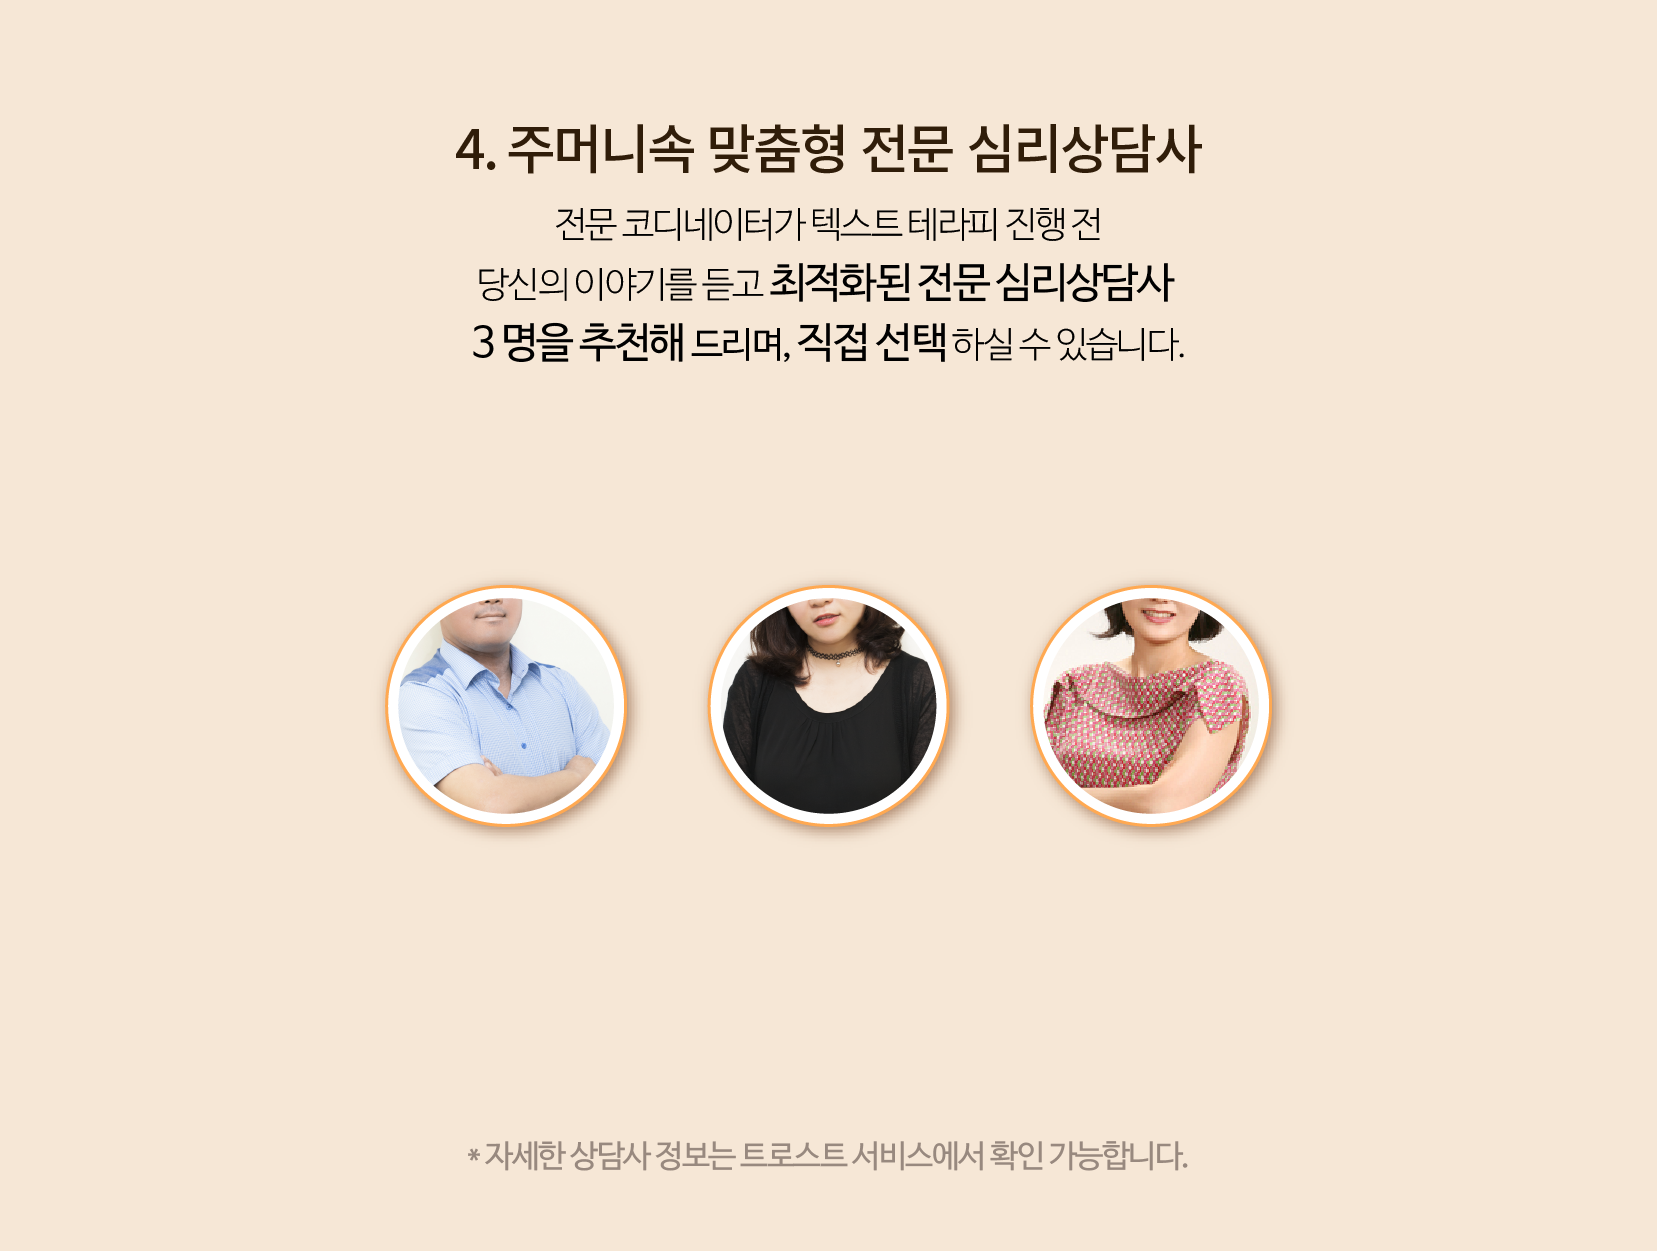 4. 주머니속 맞춤형 전문 심리상담사
전문 코디네이터가 텍스트 테라피 진행 전
당신의 이야기를 듣고 최적화된 전문 심리상담사
3 명을 추천해 드리며, 직접 선택 하실 수 있습니다.
* 자세한 상담사 정보는 트로스트 서비스에서 확인 가능합니다.